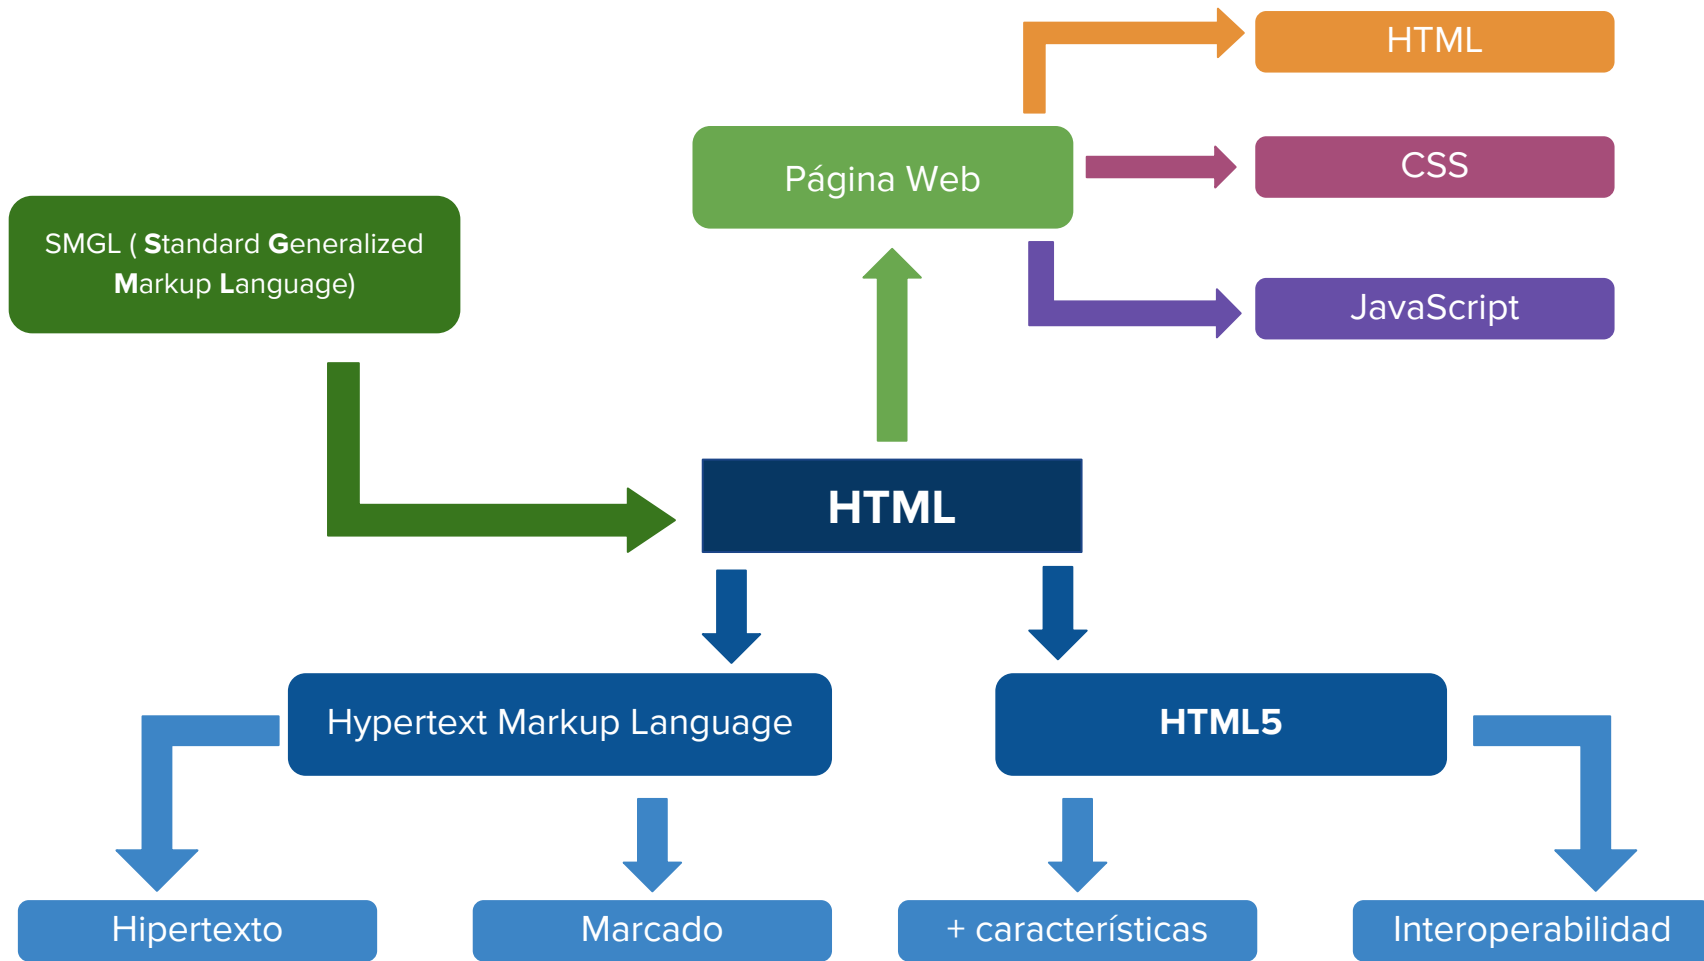 HTML
CSS
Página Web
SMGL ( Standard Generalized
Markup Language)
JavaScript
HTML
Hypertext Markup Language
HTML5
Hipertexto
Marcado
+ características
Interoperabilidad